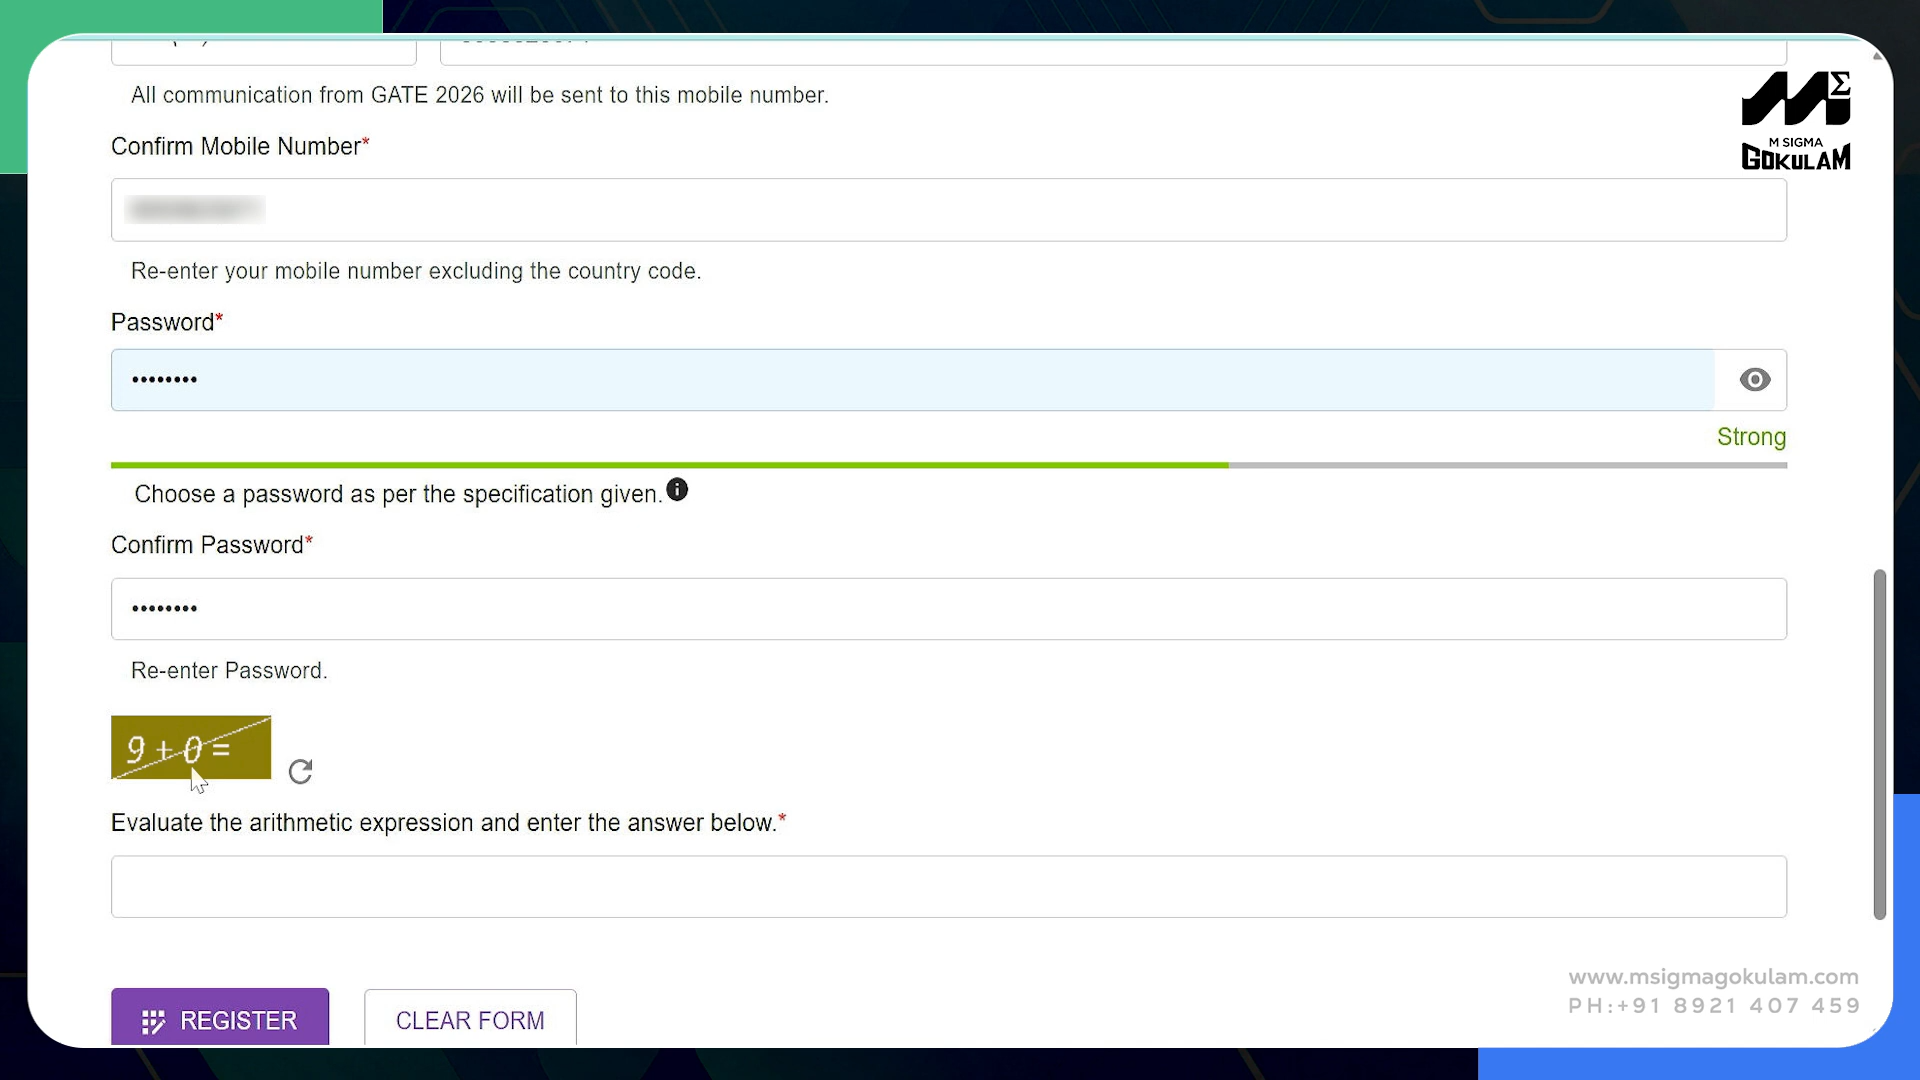 All communication from GATE 2026 will be sent to this mobile number.
M SIGMA
GOKULAM
Confirm Mobile Number*
Re-enter your mobile number excluding the country code.
Password*
••••••••
Strong
Choose a password as per the specification given.
Confirm Password*
••••••••
Re-enter Password.
9 + 0 =
Evaluate the arithmetic expression and enter the answer below.*
www.msigmagokulam.com
PH:+91 8921 407 459
REGISTER
CLEAR FORM